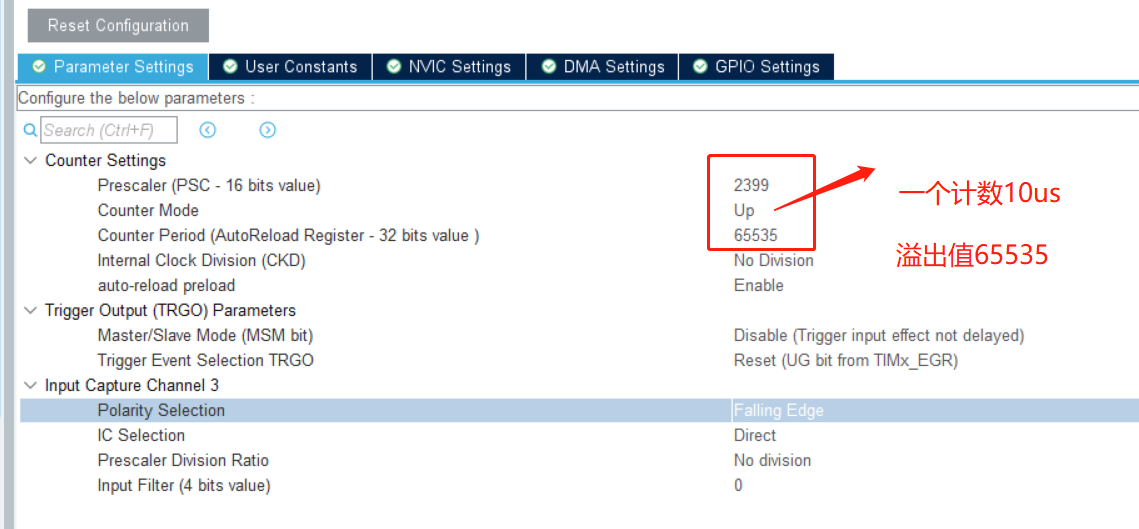 Reset Configuration
Parameter Settings User Constants NVIC Settings DMA Settings GPIO Settings
Configure the below parameters :
Search (Ctrl+F)
Counter Settings
Prescaler (PSC - 16 bits value) 2399
Counter Mode Up
Counter Period (AutoReload Register - 32 bits value ) 65535
Internal Clock Division (CKD) No Division
auto-reload preload Enable
Trigger Output (TRGO) Parameters
Master/Slave Mode (MSM bit) Disable (Trigger input effect not delayed)
Trigger Event Selection TRGO Reset (UG bit from TIMx_EGR)
Input Capture Channel 3
Polarity Selection Falling Edge
IC Selection Direct
Prescaler Division Ratio No division
Input Filter (4 bits value) 0
一个计数10us
溢出值65535